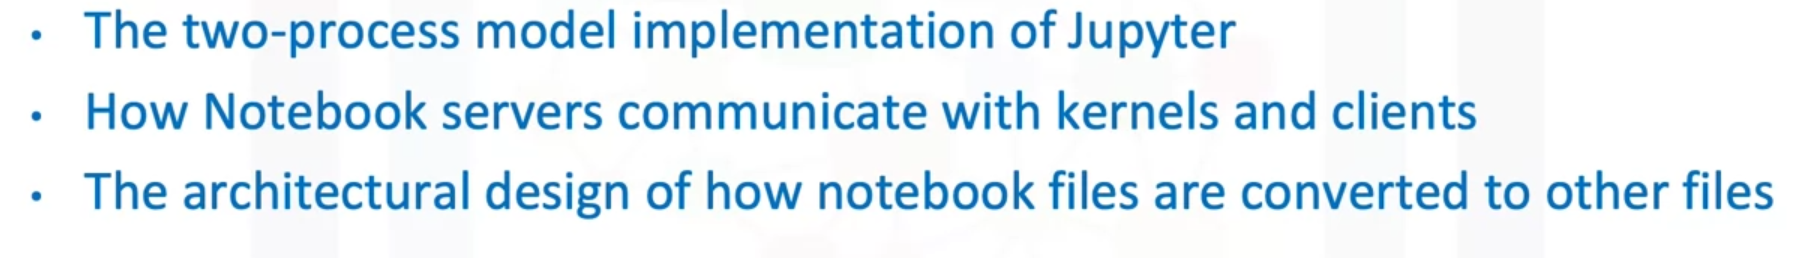 • The two-process model implementation of Jupyter
• How Notebook servers communicate with kernels and clients
• The architectural design of how notebook files are converted to other files